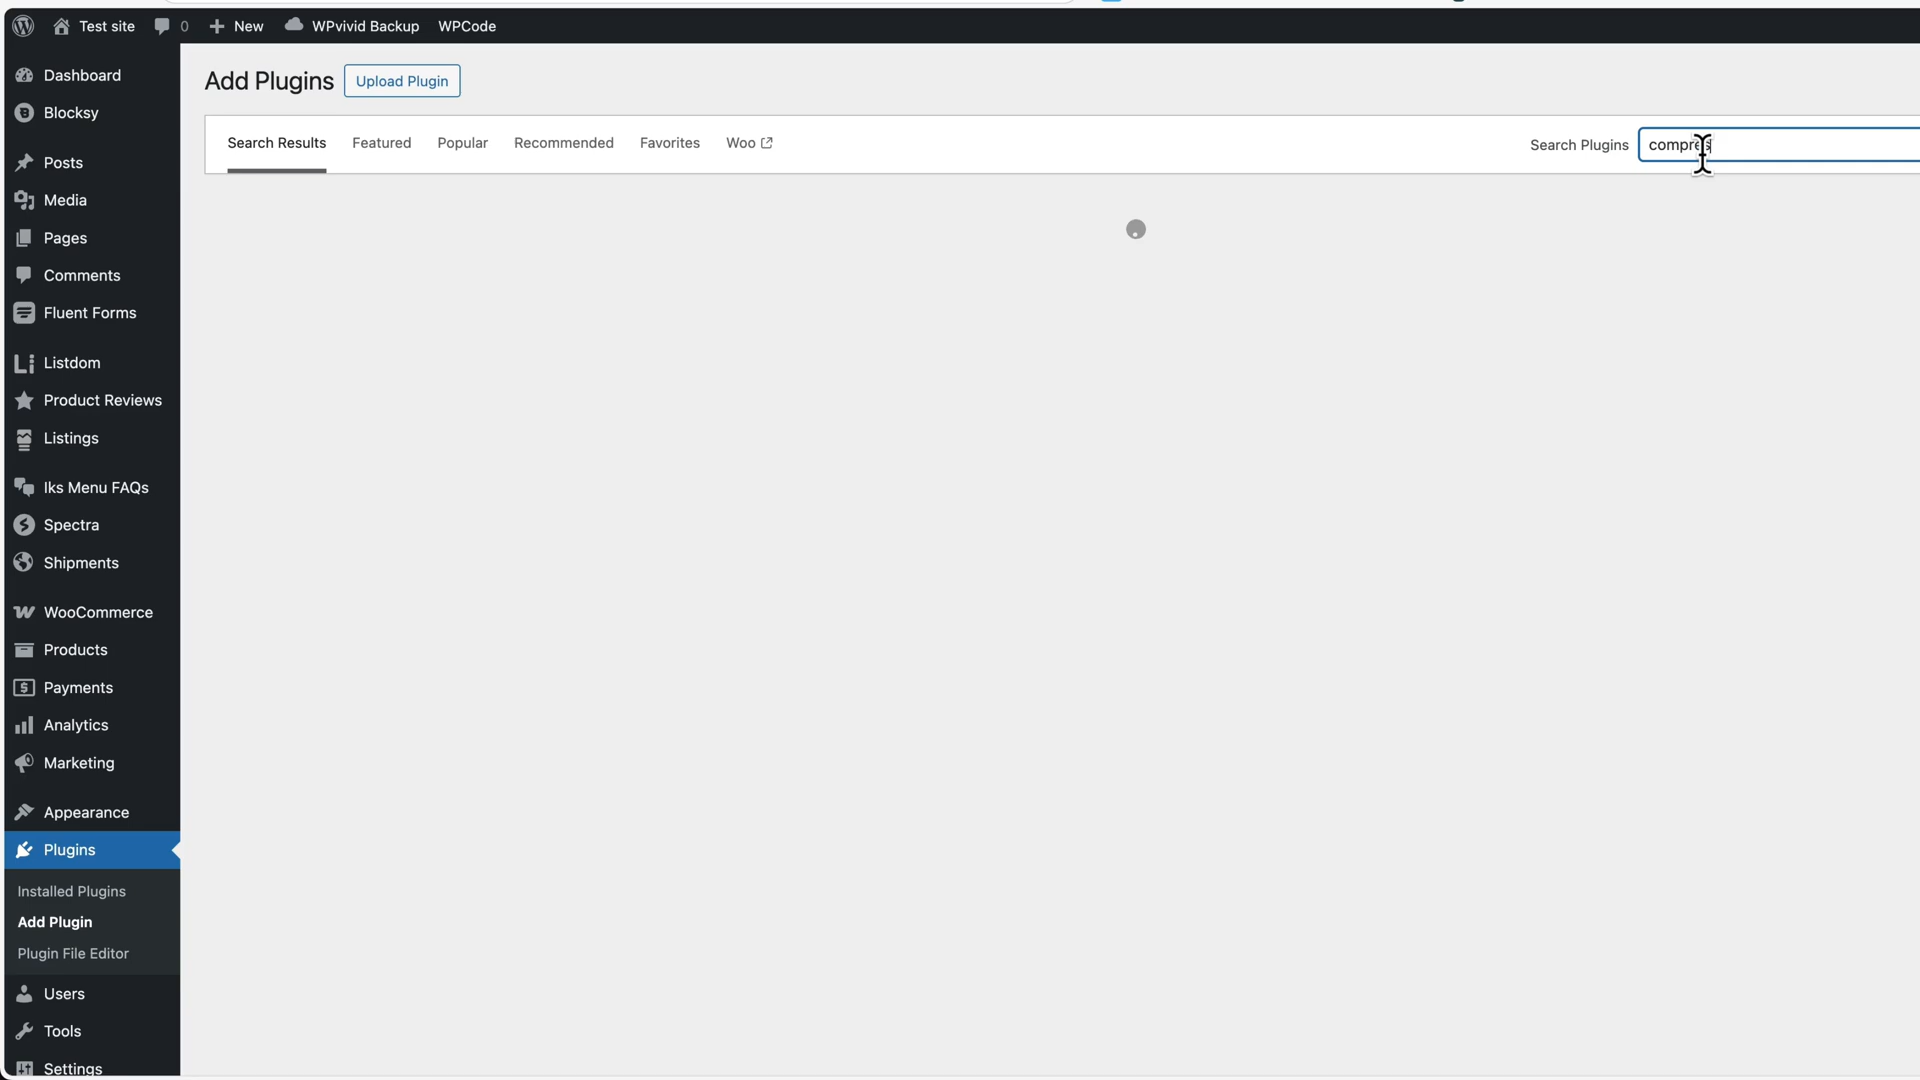 Test site 0 New WPvivid Backup WPCode
Dashboard
Blocksy
Posts
Media
Pages
Comments
Fluent Forms
Listdom
Product Reviews
Listings
Iks Menu FAQs
Spectra
Shipments
WooCommerce
Products
Payments
Analytics
Marketing
Appearance
Plugins
Installed Plugins
Add Plugin
Plugin File Editor
Users
Tools
Settings
Add Plugins Upload Plugin
Search Results Featured Popular Recommended Favorites Woo
Search Plugins compres